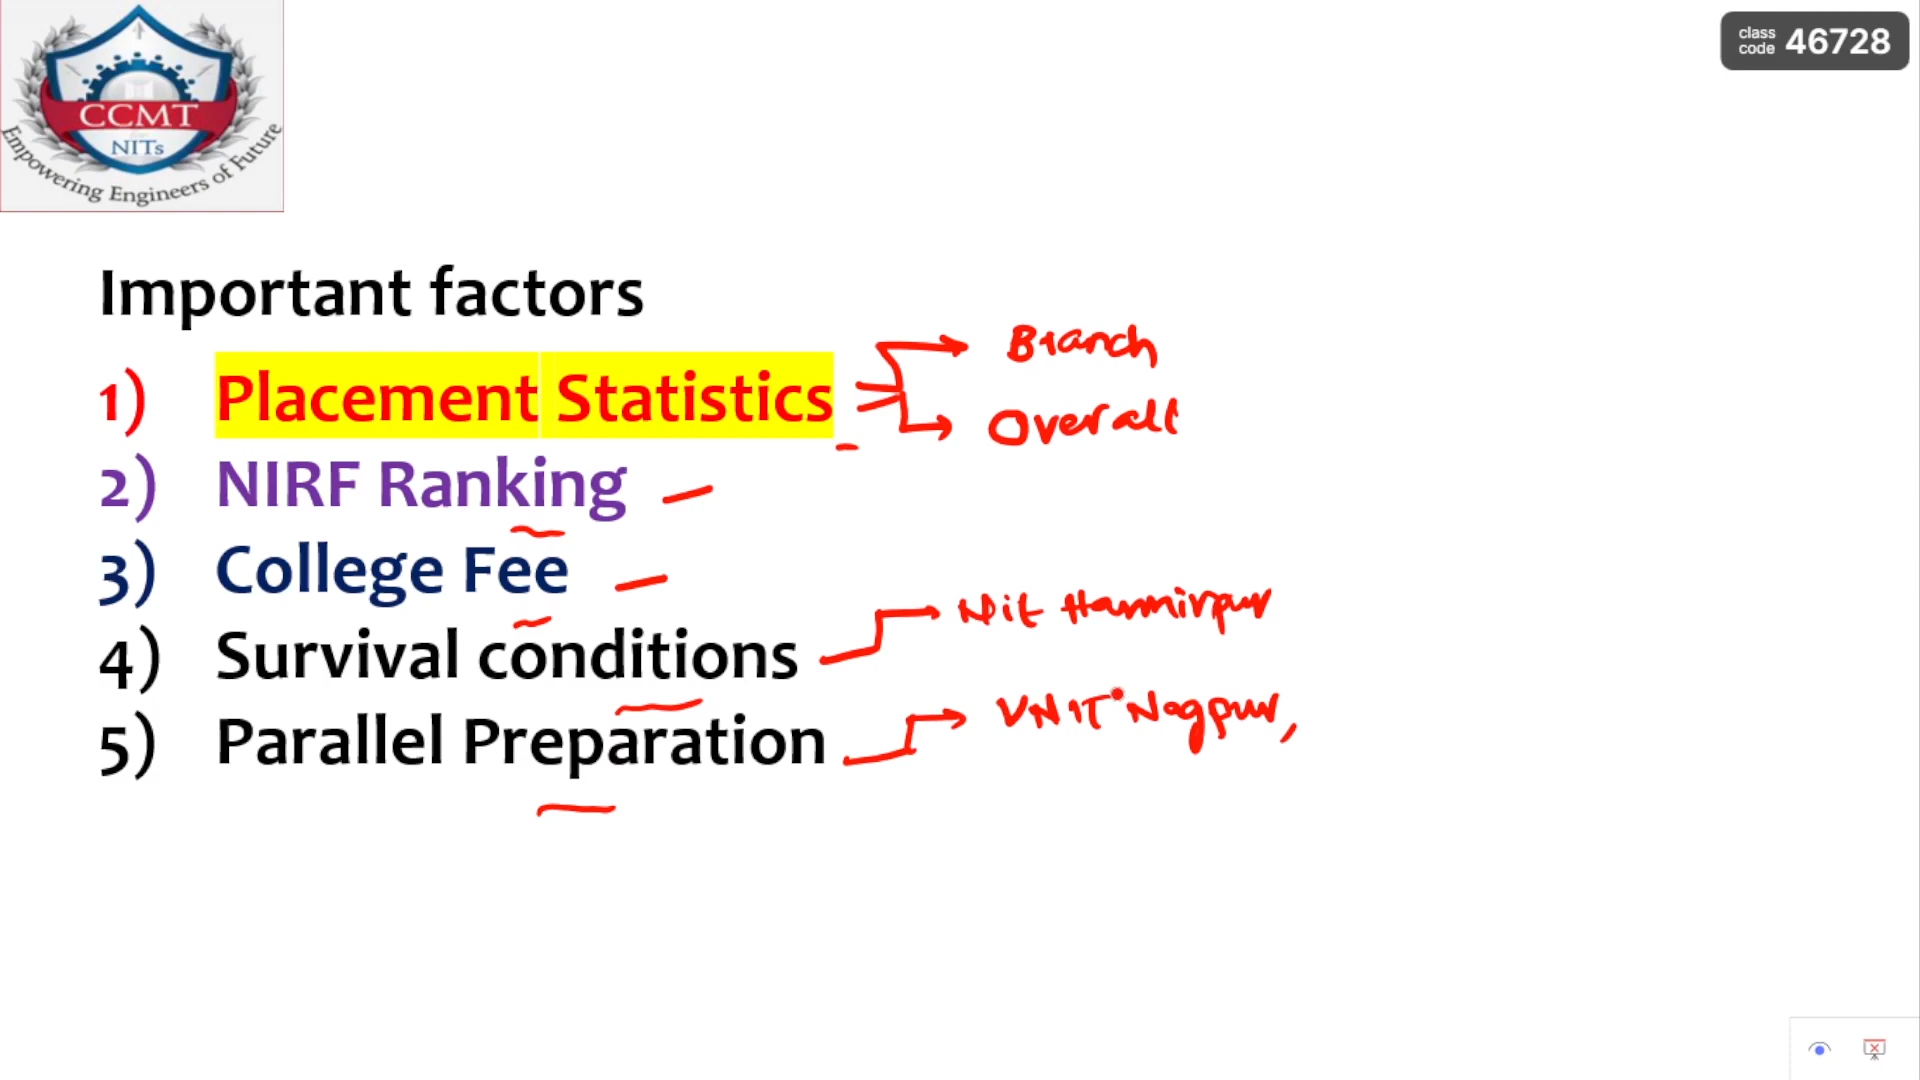 CCMT
NITs
Empowering Engineers of Future
class code 46728
Important factors
1) Placement Statistics
Branch
Overall
2) NIRF Ranking
3) College Fee
4) Survival conditions
Nit Hamirpur
5) Parallel Preparation
VNIT Nagpur,